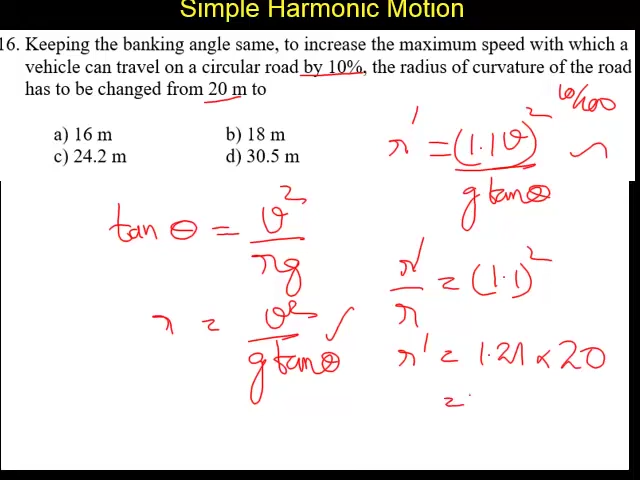 Simple Harmonic Motion
16. Keeping the banking angle same, to increase the maximum speed with which a
vehicle can travel on a circular road by 10%, the radius of curvature of the road
has to be changed from 20 m to
a) 16 m b) 18 m
c) 24.2 m d) 30.5 m
10/100
r' = (1.1v)² / g tanθ
tan θ = v² / rg
r = v² / g tanθ
r'/r = (1.1)²
r' = 1.21 × 20
=